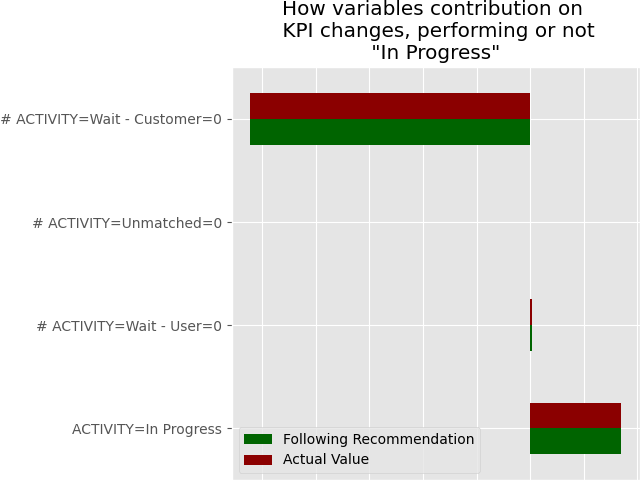 How variables contribution on
KPI changes, performing or not
"In Progress"
# ACTIVITY=Wait - Customer=0
# ACTIVITY=Unmatched=0
# ACTIVITY=Wait - User=0
ACTIVITY=In Progress
Following Recommendation
Actual Value